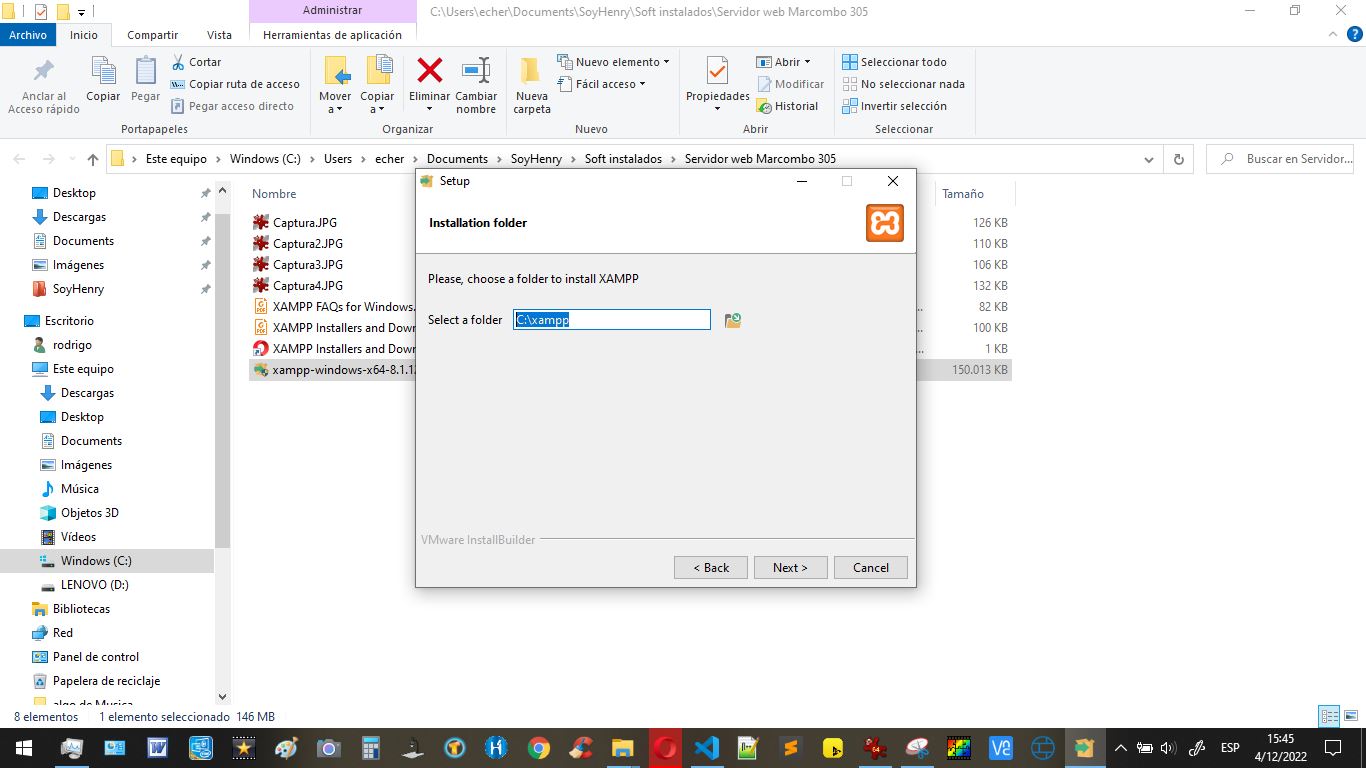 Administrar
C:\Users\echer\Documents\SoyHenry\Soft instalados\Servidor web Marcombo 305
Archivo
Inicio
Compartir
Vista
Herramientas de aplicación
Anclar al
Acceso rápido
Copiar
Pegar
Cortar
Copiar ruta de acceso
Pegar acceso directo
Portapapeles
Mover
a
Copiar
a
Eliminar
Cambiar
nombre
Organizar
Nueva
carpeta
Nuevo elemento
Fácil acceso
Nuevo
Propiedades
Abrir
Modificar
Historial
Abrir
Seleccionar todo
No seleccionar nada
Invertir selección
Seleccionar
Este equipo > Windows (C:) > Users > echer > Documents > SoyHenry > Soft instalados > Servidor web Marcombo 305
Buscar en Servidor...
Desktop
Descargas
Documents
Imágenes
SoyHenry
Escritorio
rodrigo
Este equipo
Descargas
Desktop
Documents
Imágenes
Música
Objetos 3D
Vídeos
Windows (C:)
LENOVO (D:)
Bibliotecas
Red
Panel de control
Papelera de reciclaje
algo de Musica
Nombre
Tamaño
Captura.JPG
126 KB
Captura2.JPG
110 KB
Captura3.JPG
106 KB
Captura4.JPG
132 KB
XAMPP FAQs for Windows.
82 KB
XAMPP Installers and Dow
... 100 KB
XAMPP Installers and Dow
... 1 KB
xampp-windows-x64-8.1.1
150.013 KB
Setup
Installation folder
Please, choose a folder to install XAMPP
Select a folder
C:\xampp
VMware InstallBuilder
< Back
Next >
Cancel
8 elementos
1 elemento seleccionado 146 MB
ESP
15:45
4/12/2022